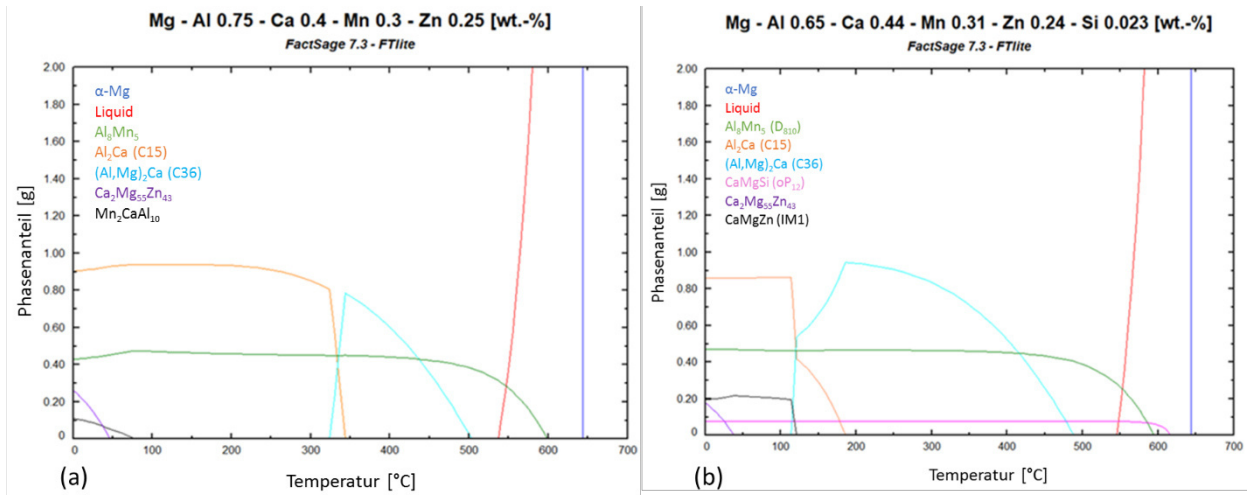 Mg - Al 0.75 - Ca 0.4 - Mn 0.3 - Zn 0.25 [wt.-%]
FactSage 7.3 - FTlite
2.00
1.80
1.60
1.40
1.20
1.00
0.80
0.60
0.40
0.20
0
α-Mg
Liquid
Al₈Mn₅
Al₂Ca (C15)
(Al,Mg)₂Ca (C36)
Ca₂Mg₅₅Zn₄₃
Mn₂CaAl₁₀
Phasenanteil [g]
0 100 200 300 400 500 600 700
(a)
Temperatur [°C]
Mg - Al 0.65 - Ca 0.44 - Mn 0.31 - Zn 0.24 - Si 0.023 [wt.-%]
FactSage 7.3 - FTlite
2.00
1.80
1.60
1.40
1.20
1.00
0.80
0.60
0.40
0.20
0.00
α-Mg
Liquid
Al₈Mn₅ (D₈₁₀)
Al₂Ca (C15)
(Al,Mg)₂Ca (C36)
CaMgSi (oP₁₂)
Ca₂Mg₅₅Zn₄₃
CaMgZn (IM1)
Phasenanteil [g]
0 100 200 300 400 500 600 700
(b)
Temperatur [°C]